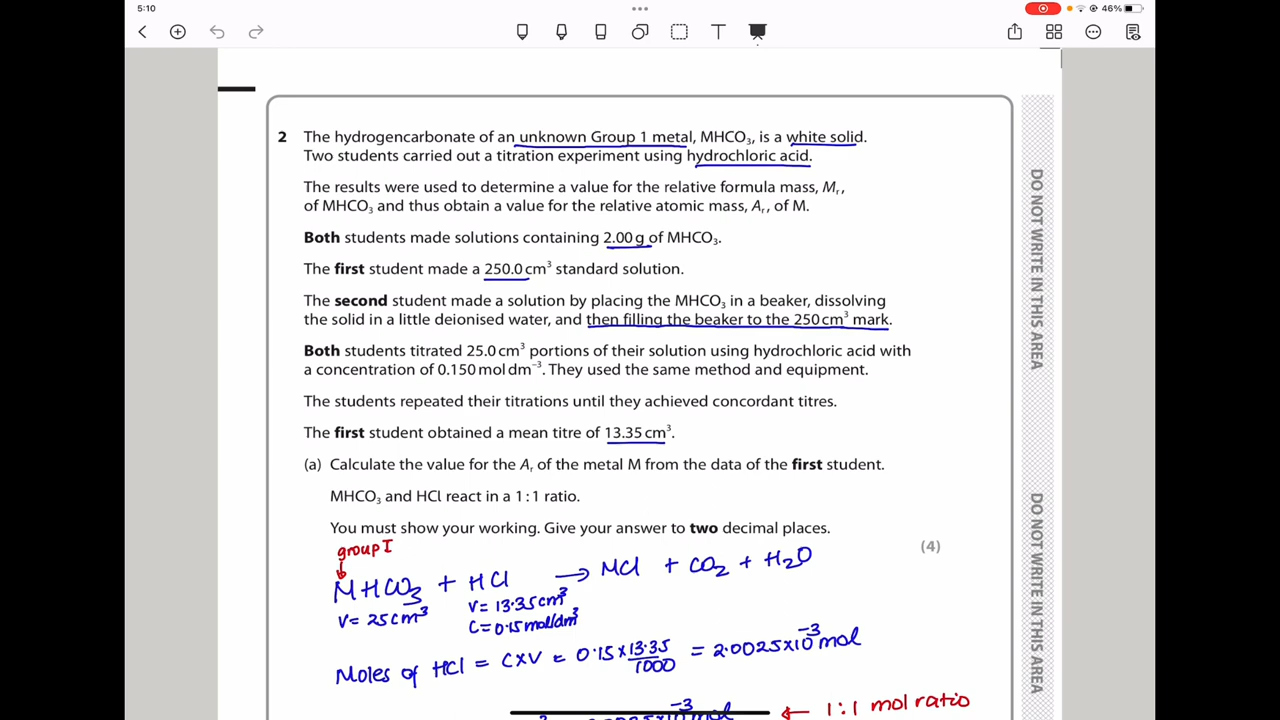 5:10
46%
2 The hydrogencarbonate of an unknown Group 1 metal, MHCO₃, is a white solid.
Two students carried out a titration experiment using hydrochloric acid.
The results were used to determine a value for the relative formula mass, Mᵣ,
of MHCO₃ and thus obtain a value for the relative atomic mass, Aᵣ, of M.
Both students made solutions containing 2.00 g of MHCO₃.
The first student made a 250.0 cm³ standard solution.
The second student made a solution by placing the MHCO₃ in a beaker, dissolving
the solid in a little deionised water, and then filling the beaker to the 250 cm³ mark.
Both students titrated 25.0 cm³ portions of their solution using hydrochloric acid with
a concentration of 0.150 mol dm⁻³. They used the same method and equipment.
The students repeated their titrations until they achieved concordant titres.
The first student obtained a mean titre of 13.35 cm³.
(a) Calculate the value for the Aᵣ of the metal M from the data of the first student.
MHCO₃ and HCl react in a 1 : 1 ratio.
You must show your working. Give your answer to two decimal places.
(4)
group I
MHCO₃ + HCl → MCl + CO₂ + H₂O
V = 25cm³ V = 13.35cm³
C = 0.15mol/dm³
Moles of HCl = C×V = 0.15 × 13.35/1000 = 2.0025×10⁻³ mol
← 1:1 mol ratio
DO NOT WRITE IN THIS AREA
DO NOT WRITE IN THIS AREA